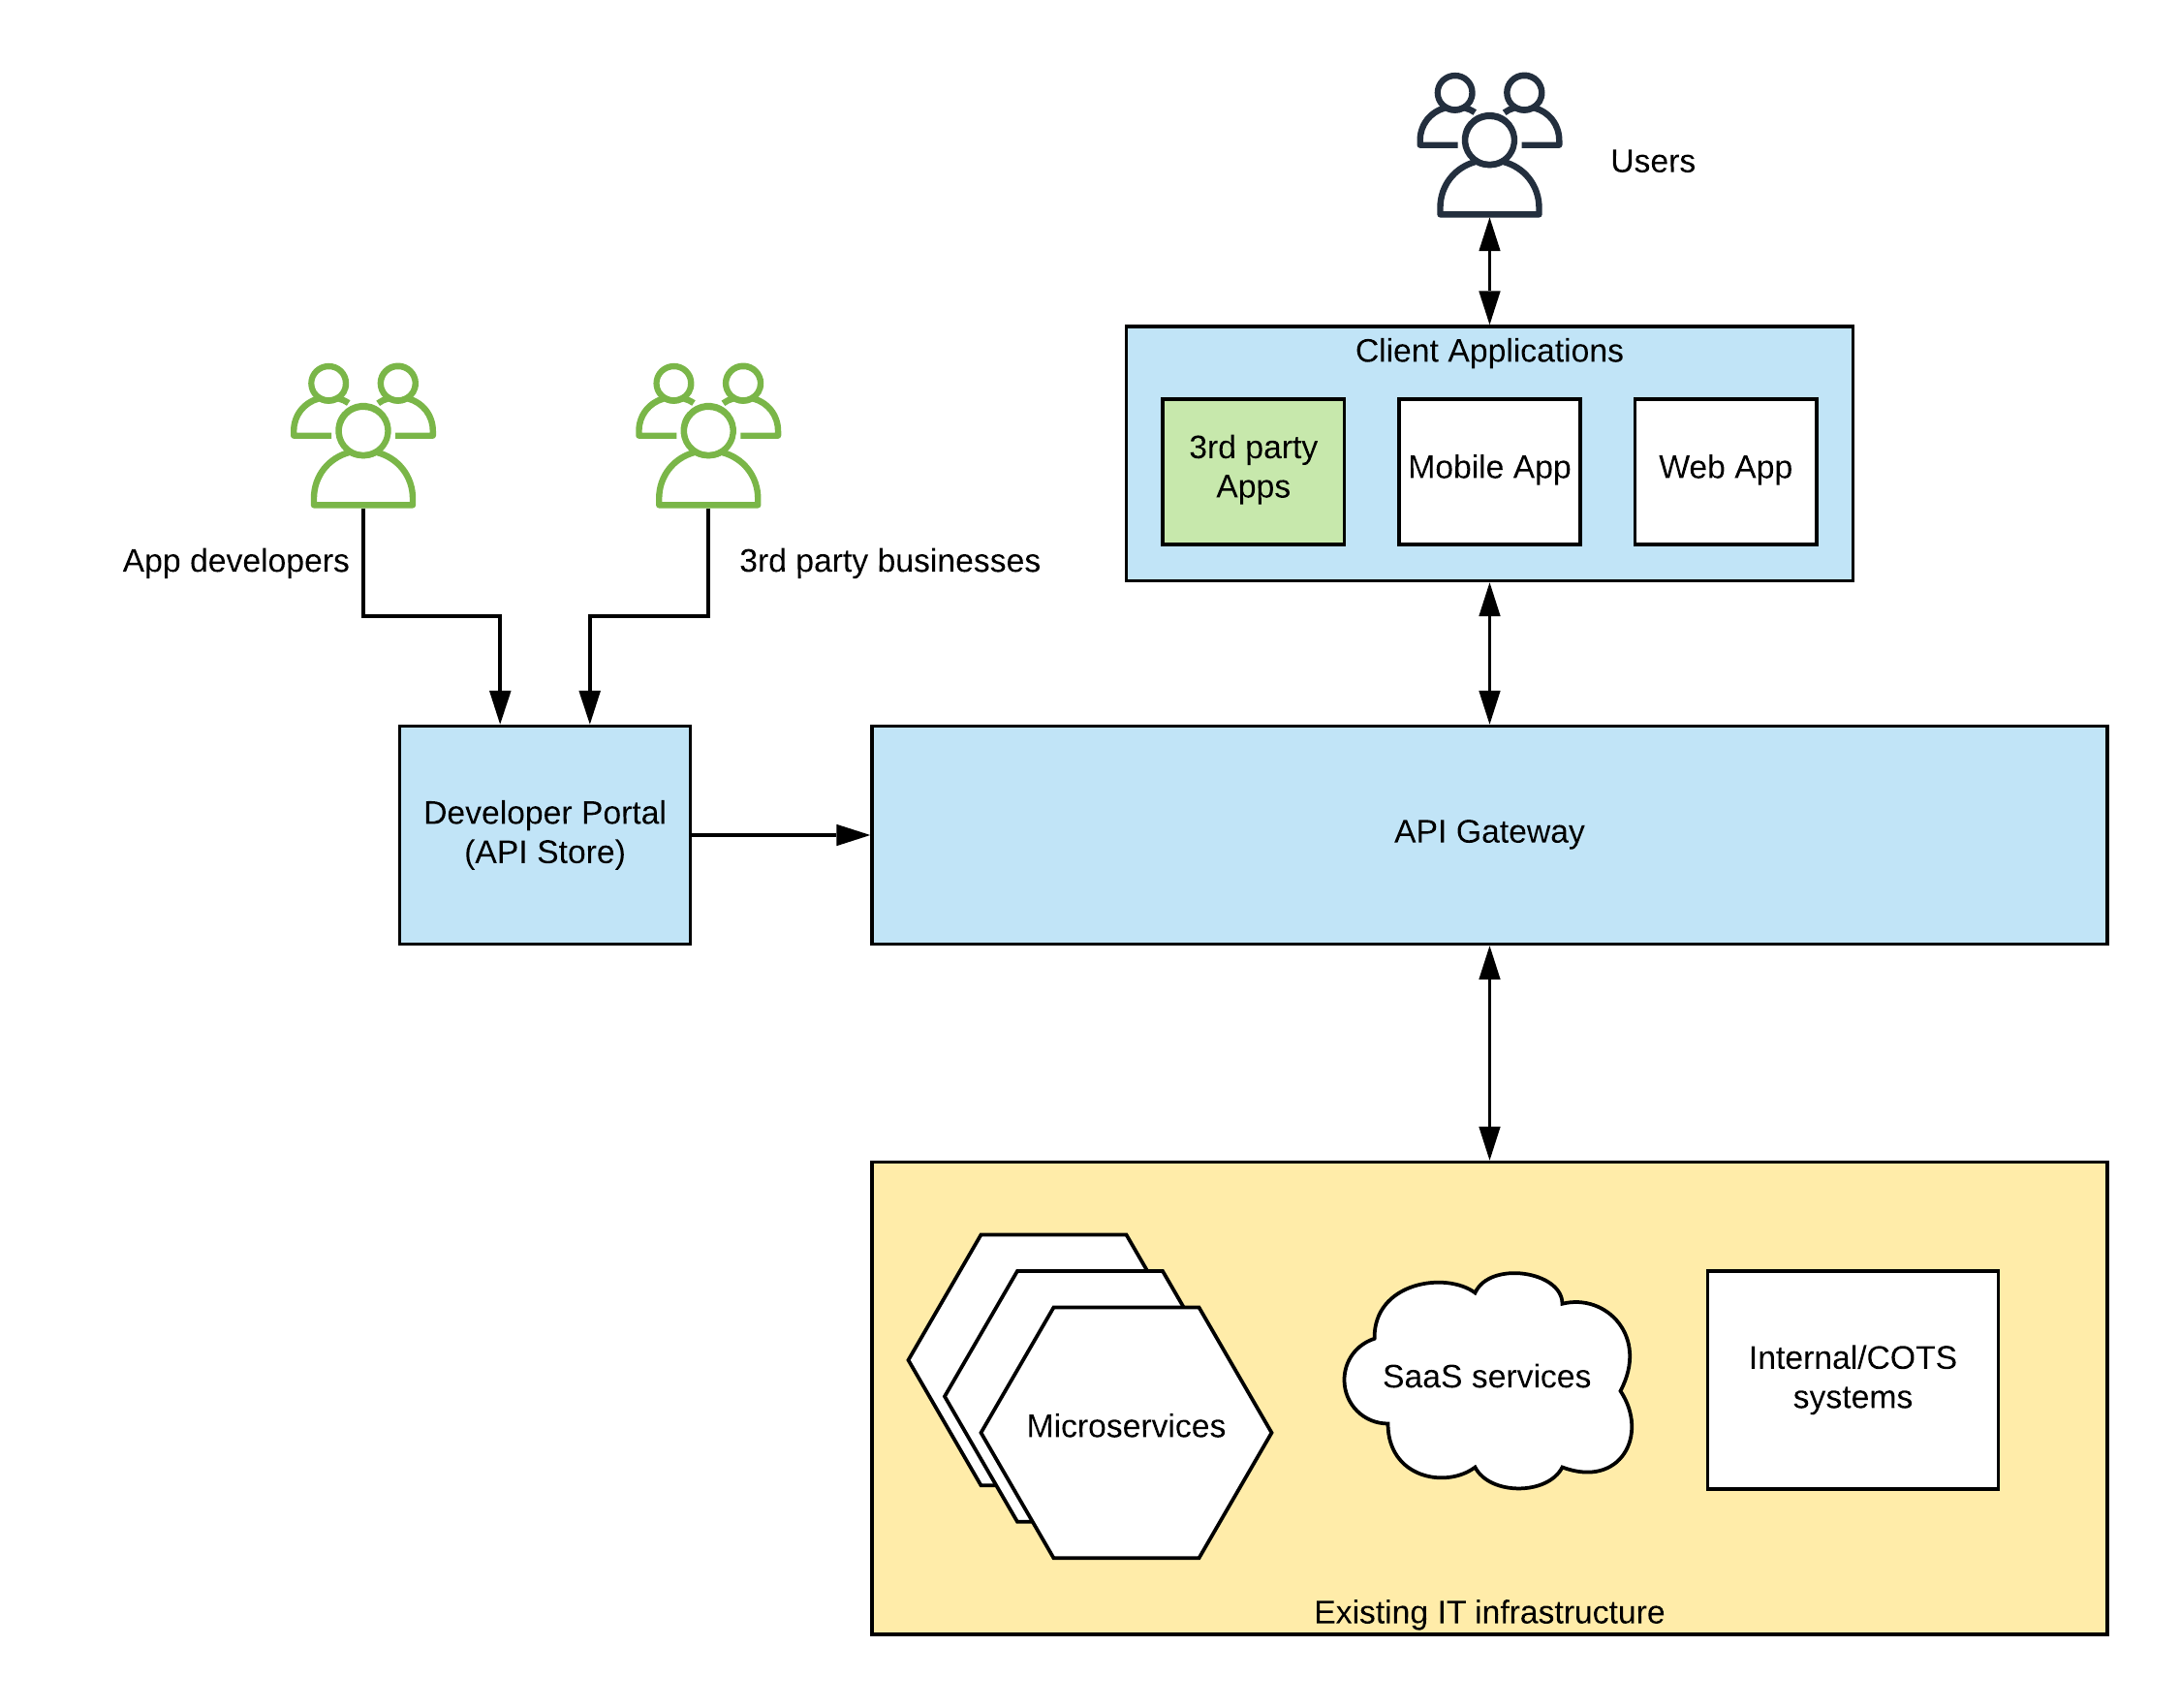 Users
Client Applications
3rd party
Apps
Mobile App
Web App
App developers
3rd party businesses
Developer Portal
(API Store)
API Gateway
Microservices
SaaS services
Internal/COTS
systems
Existing IT infrastructure